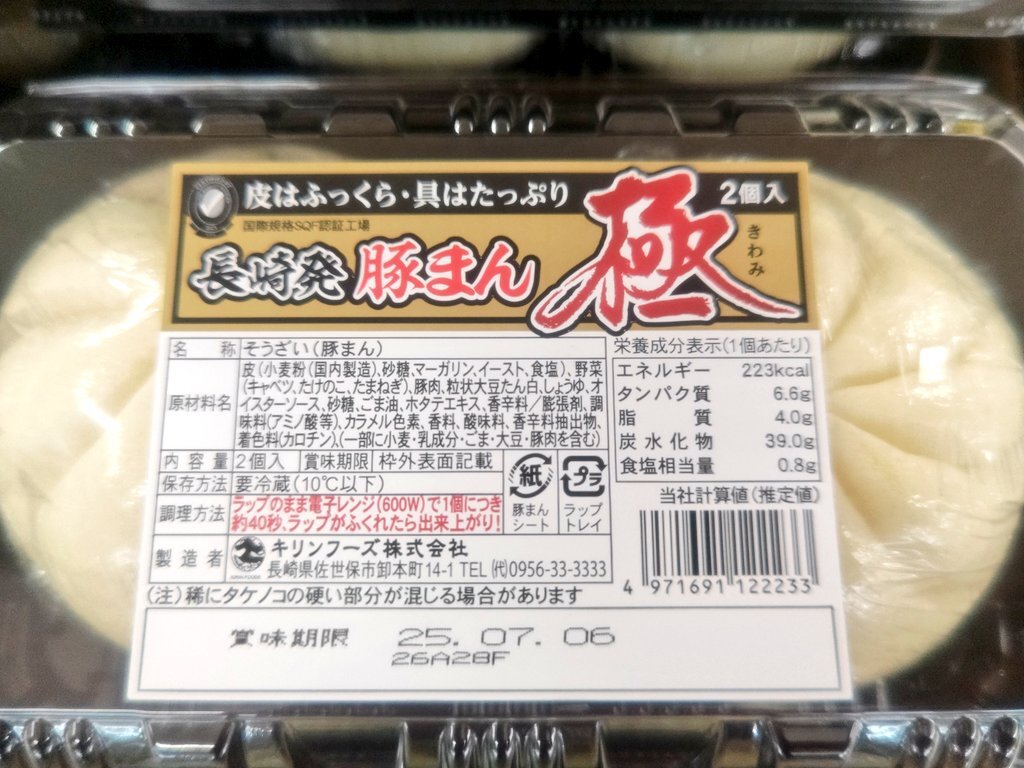 皮はふっくら・具はたっぷり
2個入
国際規格SQF認証工場
長崎発 豚まん 極
きわみ
名称 そうざい(豚まん)
原材料名 皮(小麦粉(国内製造)、砂糖、マーガリン、イースト、食塩)、野菜
(キャベツ、たけのこ、たまねぎ)、豚肉、粒状大豆たん白、しょうゆ、オ
イスターソース、砂糖、ごま油、ホタテエキス、香辛料/膨張剤、調
味料(アミノ酸等)、カラメル色素、香料、酸味料、香辛料抽出物、
着色料(カロチン)、(一部に小麦・乳成分・ごま・大豆・豚肉を含む)
内容量 2個入 賞味期限 枠外表面記載
保存方法 要冷蔵(10℃以下)
調理方法 ラップのまま電子レンジ(600W)で1個につき
約40秒、ラップがふくれたら出来上がり!
紙
豚まん
シート
プラ
ラップ
トレイ
製造者 キリンフーズ株式会社
長崎県佐世保市卸本町14-1 TEL(代)0956-33-3333
(注)稀にタケノコの硬い部分が混じる場合があります
栄養成分表示(1個あたり)
エネルギー 223kcal
タンパク質 6.6g
脂質 4.0g
炭水化物 39.0g
食塩相当量 0.8g
当社計算値(推定値)
4 971691 122233
賞味期限 25.07.06
26A28F